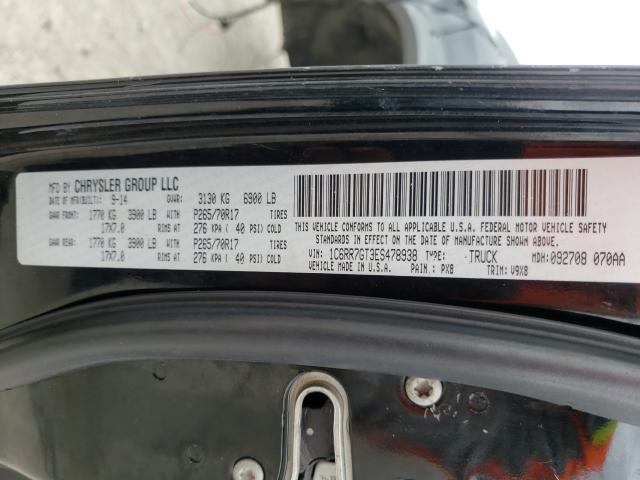 MFD BY CHRYSLER GROUP LLC
DATE OF MFR(BUILT): 9-14 GVWR: 3130 KG 6900 LB
GAWR FRONT: 1770 KG 3900 LB WITH P265/70R17 TIRES
17X7.0 RIMS AT 276 KPA ( 40 PSI) COLD
GAWR REAR: 1770 KG 3900 LB WITH P265/70R17 TIRES
17X7.0 RIMS AT 276 KPA ( 40 PSI) COLD
THIS VEHICLE CONFORMS TO ALL APPLICABLE U.S.A. FEDERAL MOTOR VEHICLE SAFETY
STANDARDS IN EFFECT ON THE DATE OF MANUFACTURE SHOWN ABOVE.
VIN: 1C6RR7GT3ES478938 TYPE: TRUCK MDH: 092708 070AA
MADE IN U.S.A PAIN.: PX8 TRIM: V9X8